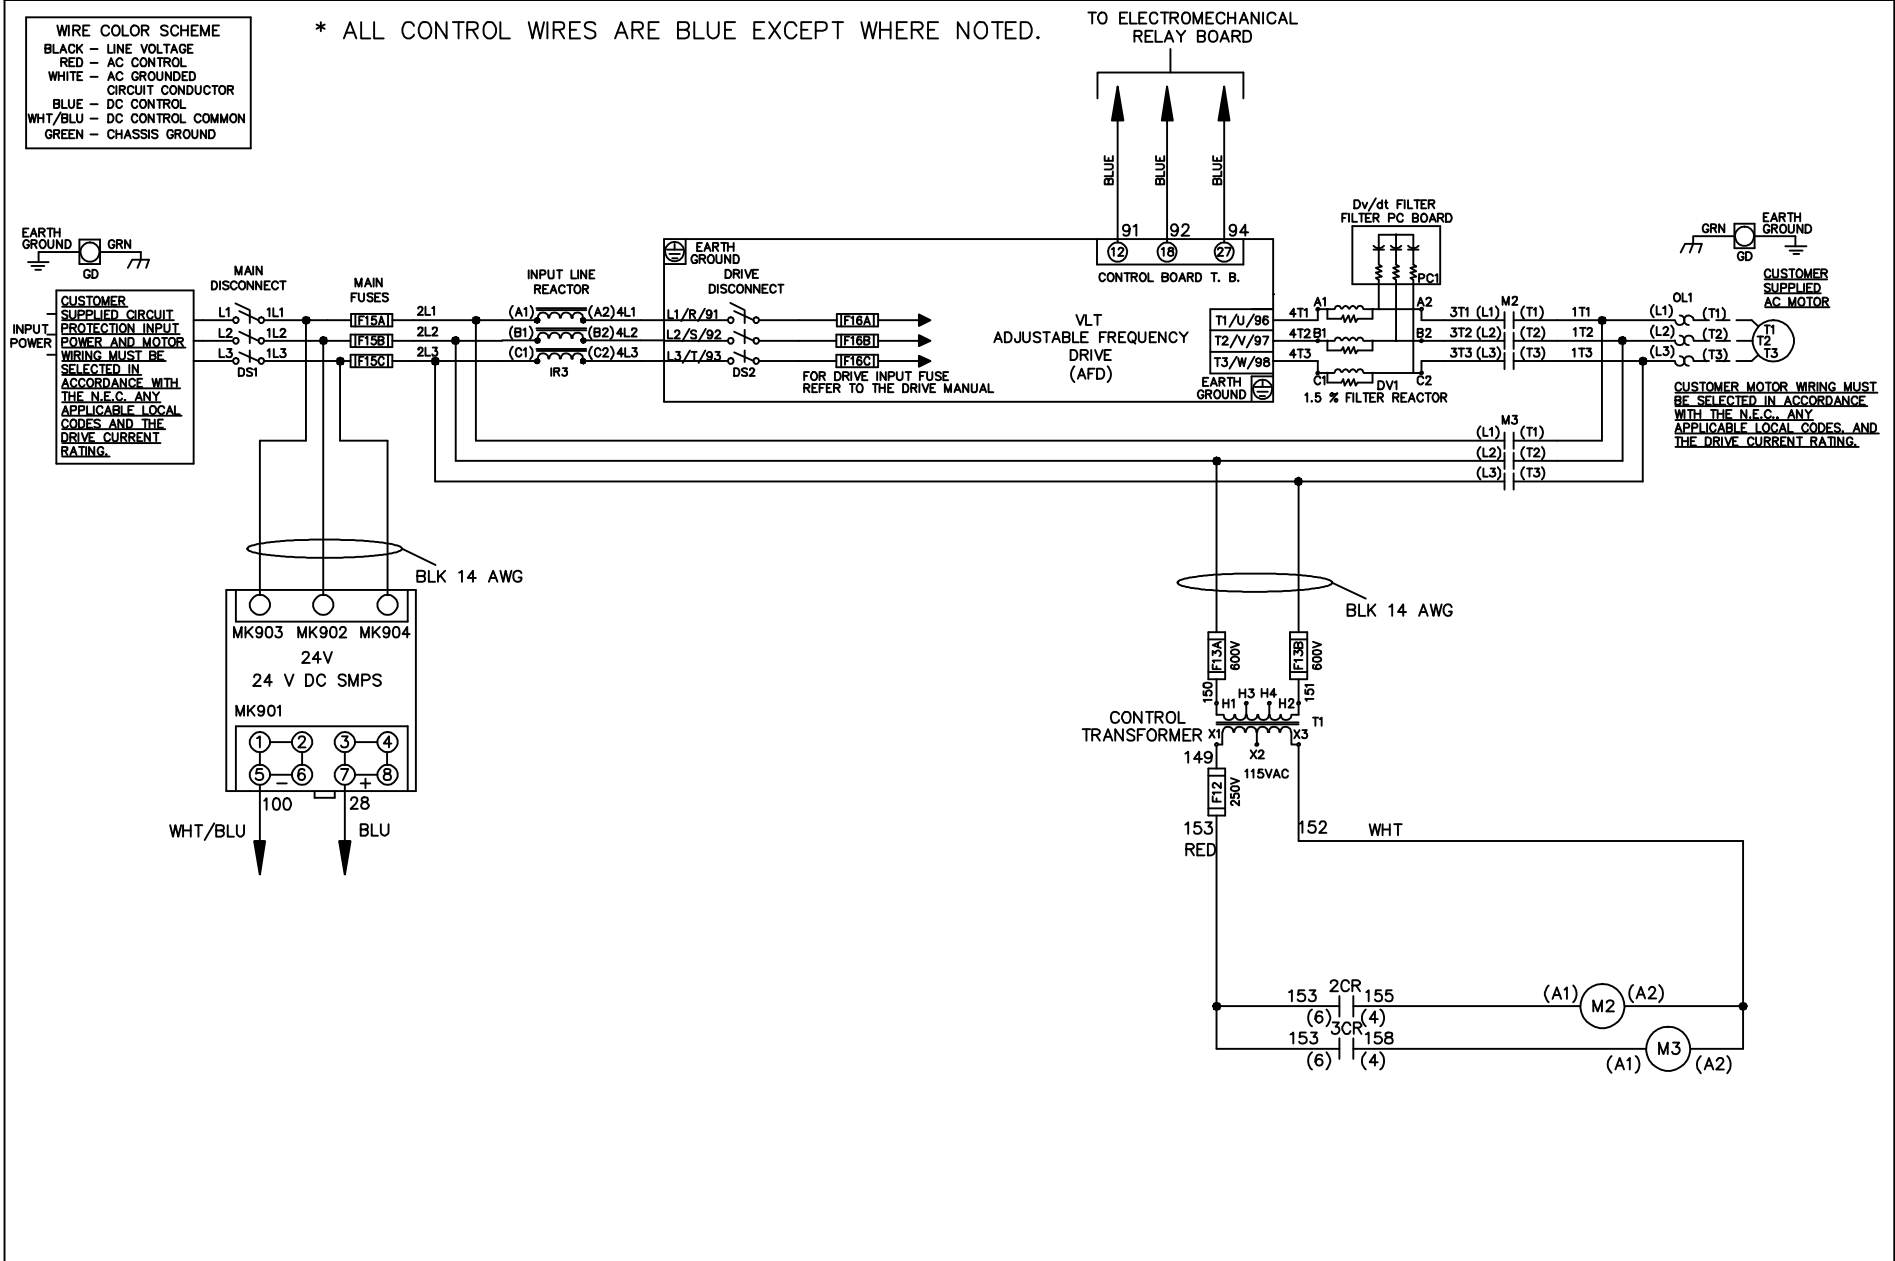 WIRE COLOR SCHEME
BLACK – LINE VOLTAGE
RED – AC CONTROL
WHITE – AC GROUNDED
CIRCUIT CONDUCTOR
BLUE – DC CONTROL
WHT/BLU – DC CONTROL COMMON
GREEN – CHASSIS GROUND
* ALL CONTROL WIRES ARE BLUE EXCEPT WHERE NOTED.
TO ELECTROMECHANICAL
RELAY BOARD
BLUE
BLUE
BLUE
91 92 94
12 18 27
CONTROL BOARD T. B.
EARTH
GROUND
GRN
GD
INPUT
POWER
CUSTOMER
SUPPLIED CIRCUIT
PROTECTION INPUT
POWER AND MOTOR
WIRING MUST BE
SELECTED IN
ACCORDANCE WITH
THE N.E.C. ANY
APPLICABLE LOCAL
CODES AND THE
DRIVE CURRENT
RATING.
MAIN
DISCONNECT
L1 1L1
L2 1L2
L3 1L3
DS1
MAIN
FUSES
F15A
F15B
F15C
2L1
2L2
2L3
INPUT LINE
REACTOR
(A1) (A2) 4L1
(B1) (B2) 4L2
(C1) (C2) 4L3
IR3
EARTH
GROUND
DRIVE
DISCONNECT
L1/R/91
L2/S/92
L3/T/93
DS2
F16A
F16B
F16C
FOR DRIVE INPUT FUSE
REFER TO THE DRIVE MANUAL
VLT
ADJUSTABLE FREQUENCY
DRIVE
(AFD)
T1/U/96
T2/V/97
T3/W/98
EARTH
GROUND
4T1
4T2
4T3
Dv/dt FILTER
FILTER PC BOARD
PC1
A1 A2
B1 B2
C1 C2
DV1
1.5 % FILTER REACTOR
M2
3T1 (L1) (T1) 1T1
3T2 (L2) (T2) 1T2
3T3 (L3) (T3) 1T3
M3
(L1) (T1)
(L2) (T2)
(L3) (T3)
OL1
(L1) (T1)
(L2) (T2)
(L3) (T3)
T1
T2
T3
GRN
GD
EARTH
GROUND
CUSTOMER
SUPPLIED
AC MOTOR
CUSTOMER MOTOR WIRING MUST
BE SELECTED IN ACCORDANCE
WITH THE N.E.C., ANY
APPLICABLE LOCAL CODES, AND
THE DRIVE CURRENT RATING.
BLK 14 AWG
MK903 MK902 MK904
24V
24 V DC SMPS
MK901
1 2 3 4
5 6 7 8
– +
100 28
WHT/BLU BLU
BLK 14 AWG
F13A
600V
F13B
600V
150
151
H1 H3 H4 H2
CONTROL
TRANSFORMER
T1
X1 X2 X3
149
115VAC
F12
250V
153
RED
152 WHT
2CR
153 155
(6) (4)
(A1) M2 (A2)
3CR
153 158
(6) (4)
(A1) M3 (A2)